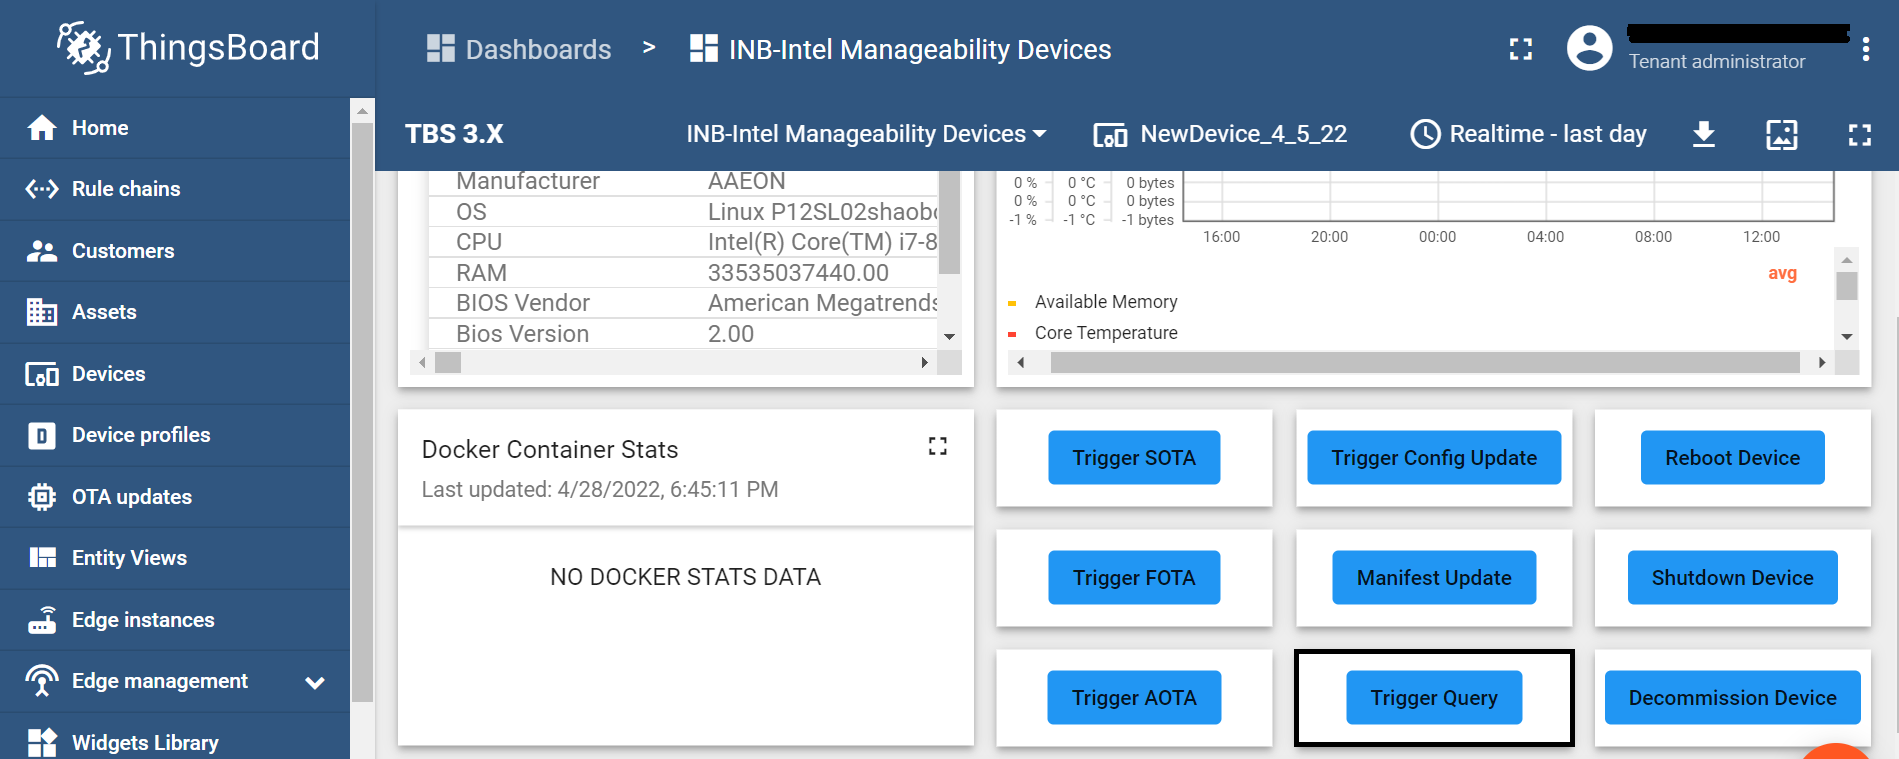 ThingsBoard
Dashboards > INB-Intel Manageability Devices
Tenant administrator
Home
Rule chains
Customers
Assets
Devices
Device profiles
D
OTA updates
Entity Views
Edge instances
Edge management
Widgets Library
TBS 3.X
INB-Intel Manageability Devices
NewDevice_4_5_22
Realtime - last day
Manufacturer AAEON
OS Linux P12SL02shaobo
CPU Intel(R) Core(TM) i7-8
RAM 33535037440.00
BIOS Vendor American Megatrends
Bios Version 2.00
0 % 0 °C 0 bytes
0 % 0 °C 0 bytes
-1 % -1 °C -1 bytes
16:00 20:00 00:00 04:00 08:00 12:00
avg
Available Memory
Core Temperature
Docker Container Stats
Last updated: 4/28/2022, 6:45:11 PM
NO DOCKER STATS DATA
Trigger SOTA
Trigger Config Update
Reboot Device
Trigger FOTA
Manifest Update
Shutdown Device
Trigger AOTA
Trigger Query
Decommission Device